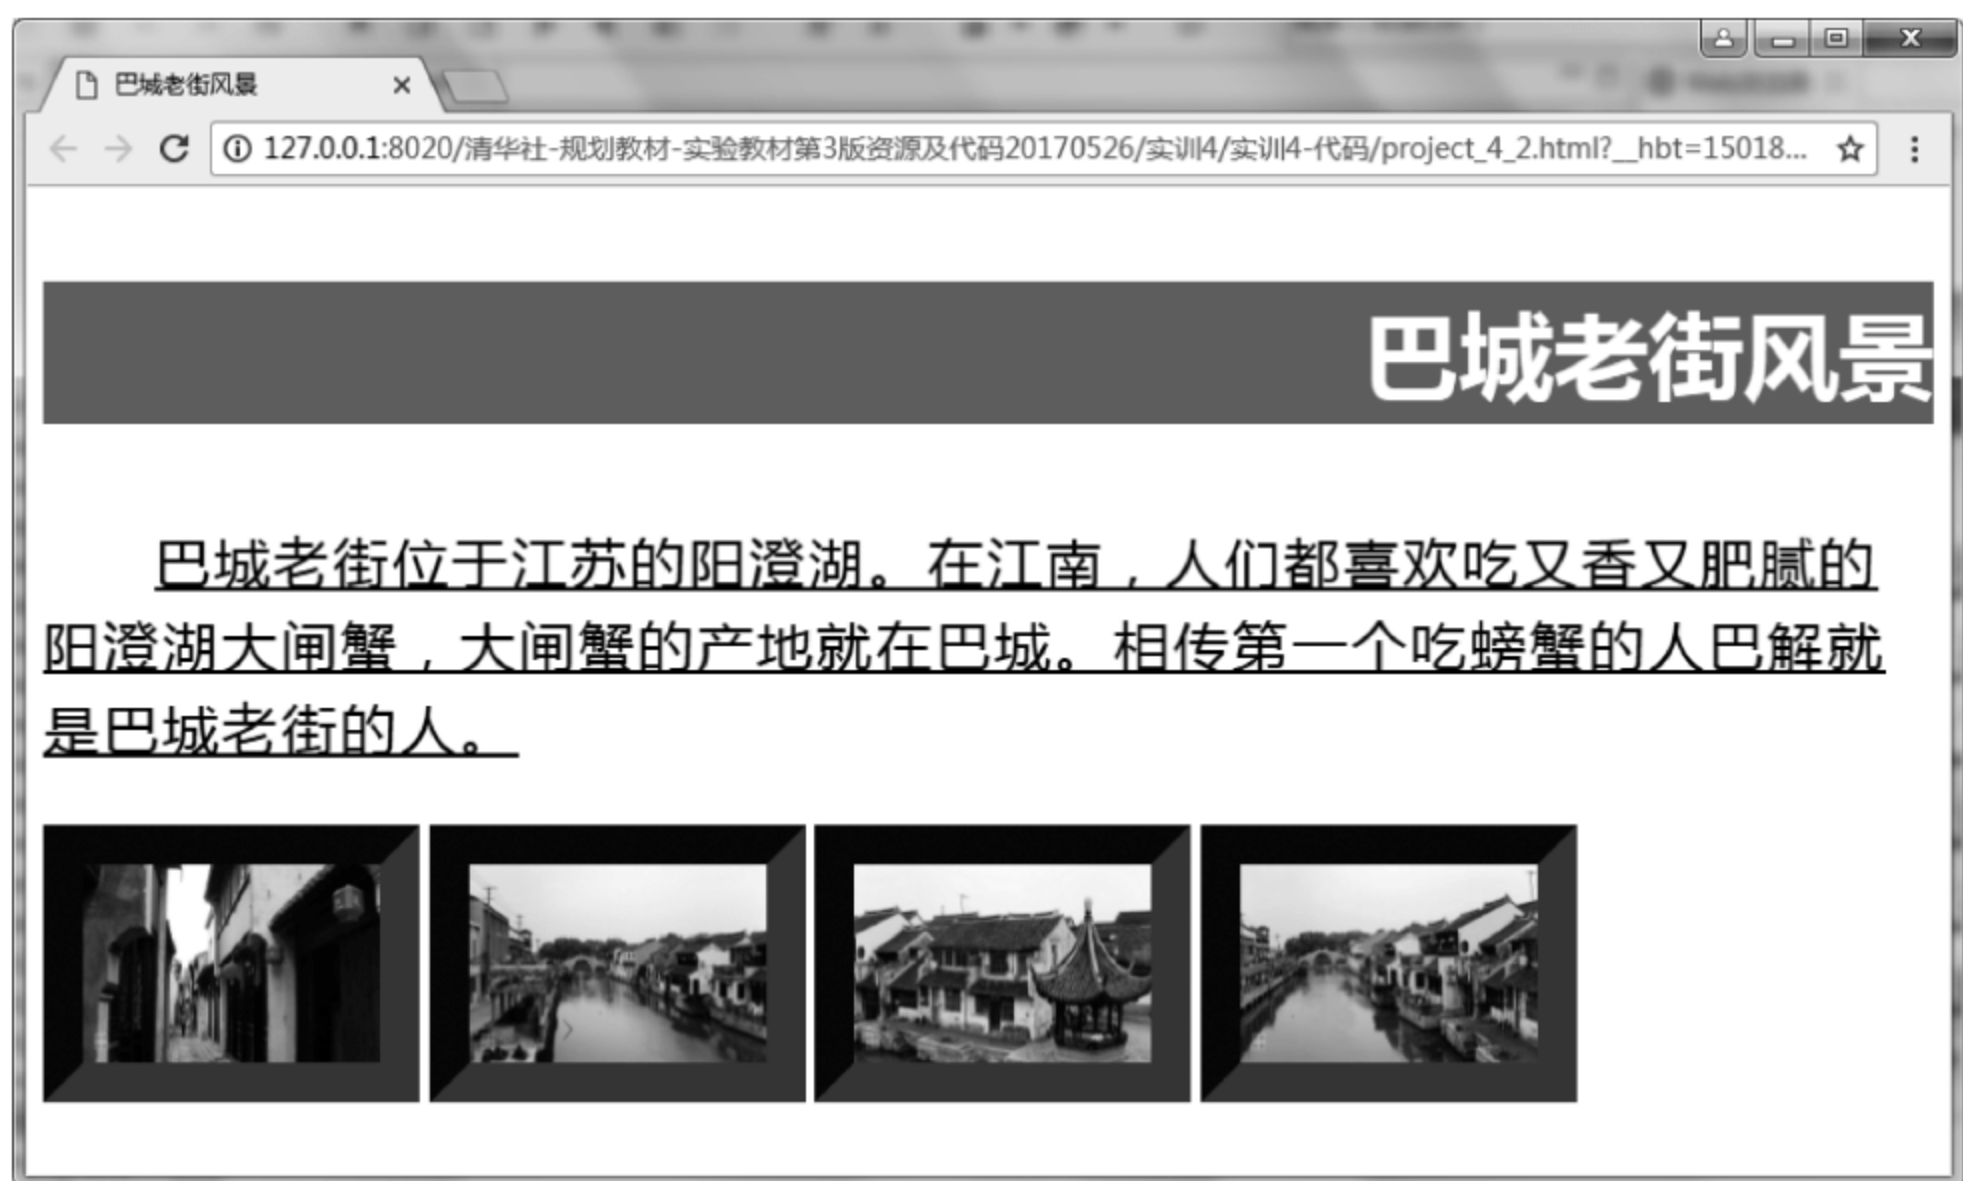 巴城老街风景
127.0.0.1:8020/清华社-规划教材-实验教材第3版资源及代码20170526/实训4/实训4-代码/project_4_2.html?__hbt=15018...
巴城老街风景
巴城老街位于江苏的阳澄湖。在江南，人们都喜欢吃又香又肥腻的
阳澄湖大闸蟹，大闸蟹的产地就在巴城。相传第一个吃螃蟹的人巴解就
是巴城老街的人。